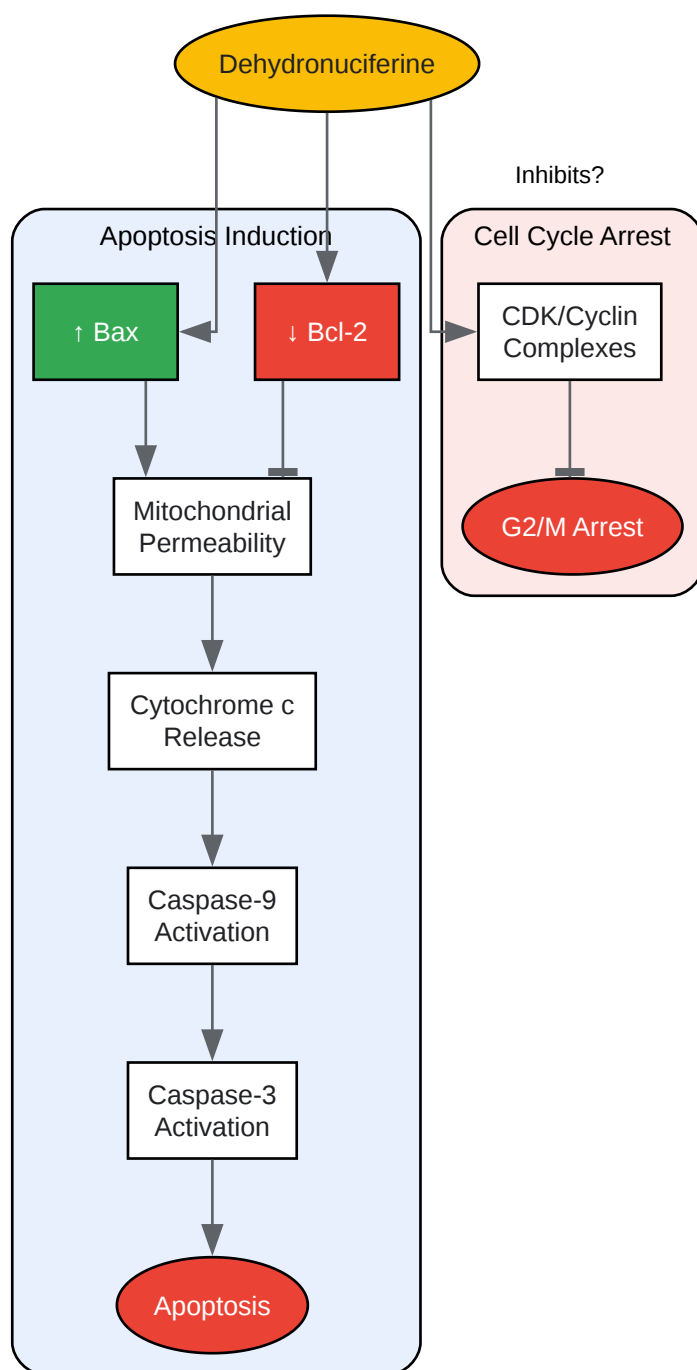 Dehydronuciferine
Inhibits?
Apoptosis Induction
Cell Cycle Arrest
↑ Bax
↓ Bcl-2
CDK/Cyclin
Complexes
Mitochondrial
Permeability
G2/M Arrest
Cytochrome c
Release
Caspase-9
Activation
Caspase-3
Activation
Apoptosis